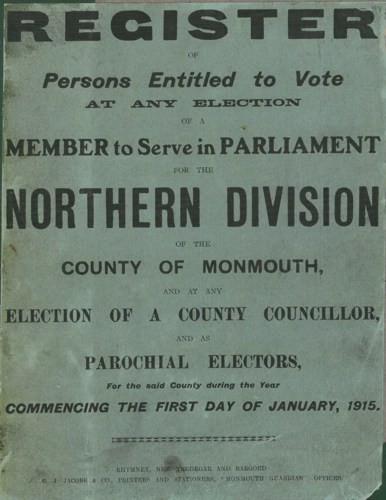 REGISTER
OF
Persons Entitled to Vote
AT ANY ELECTION
OF A
MEMBER to Serve in PARLIAMENT
FOR THE
NORTHERN DIVISION
OF THE
COUNTY OF MONMOUTH,
AND AT ANY
ELECTION OF A COUNTY COUNCILLOR,
AND AS
PAROCHIAL ELECTORS,
For the said County during the Year
COMMENCING THE FIRST DAY OF JANUARY, 1915.
RHYMNEY, NEW TREDEGAR AND BARGOED
G. J. JACOBS & CO., PRINTERS AND STATIONERS, "MONMOUTH GUARDIAN" OFFICES